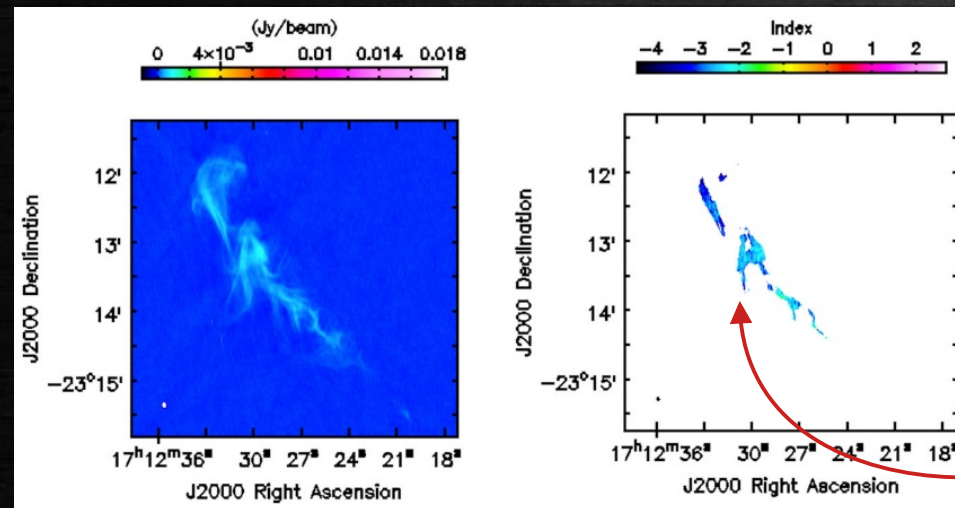 (Jy/beam)
0 4×10⁻³ 0.01 0.014 0.018
J2000 Declination
12'
13'
14'
−23°15'
17ʰ12ᵐ36ˢ 30ˢ 27ˢ 24ˢ 21ˢ 18ˢ
J2000 Right Ascension
Index
−4 −3 −2 −1 0 1 2
J2000 Declination
12'
13'
14'
−23°15'
17ʰ12ᵐ36ˢ 30ˢ 27ˢ 24ˢ 21ˢ 18ˢ
J2000 Right Ascension